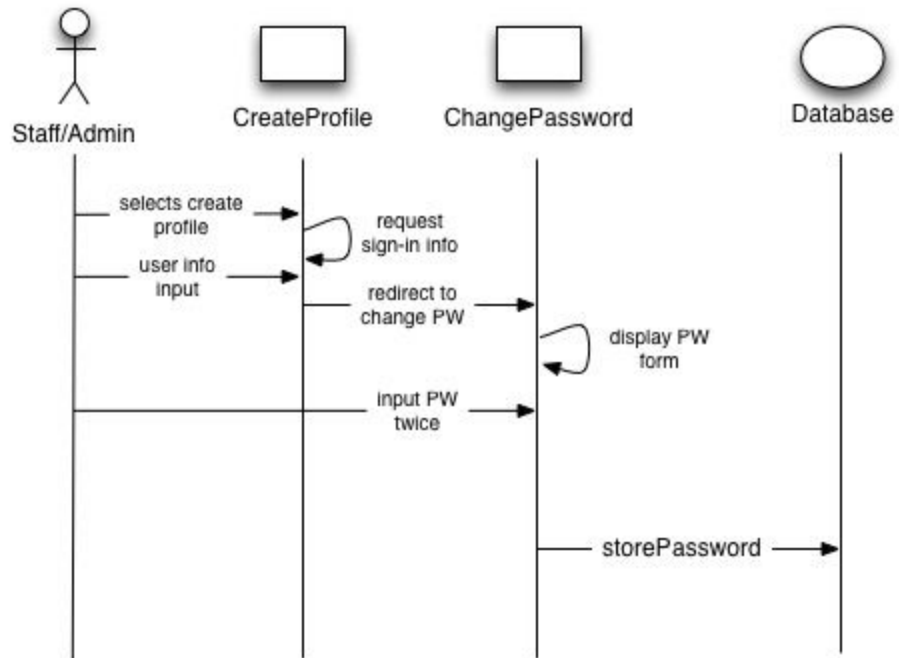 Staff/Admin
CreateProfile
ChangePassword
Database
selects create
profile
request
sign-in info
user info
input
redirect to
change PW
display PW
form
input PW
twice
storePassword